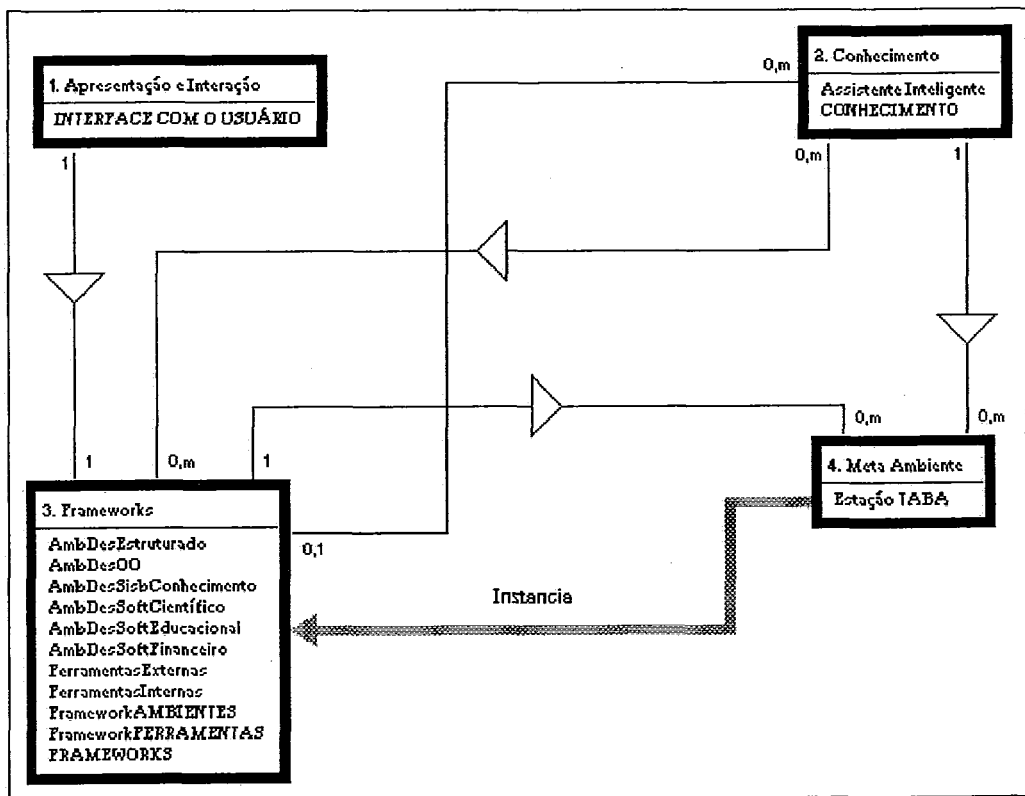 1. Apresentação e Interação
INTERFACE COM O USUÁRIO
1
2. Conhecimento
Assistente Inteligente
CONHECIMENTO
0,m
0,m
1
1
0,m
1
0,m
0,m
3. Frameworks
AmbDesEstruturado
AmbDesOO
AmbDesSisbConhecimento
AmbDesSoftCientífico
AmbDesSoftEducacional
AmbDesSoftFinanceiro
FerramentasExternas
FerramentasInternas
FrameworkAMBIENTES
FrameworkFERRAMENTAS
FRAMEWORKS
0,1
4. Meta Ambiente
Estação TABA
Instancia